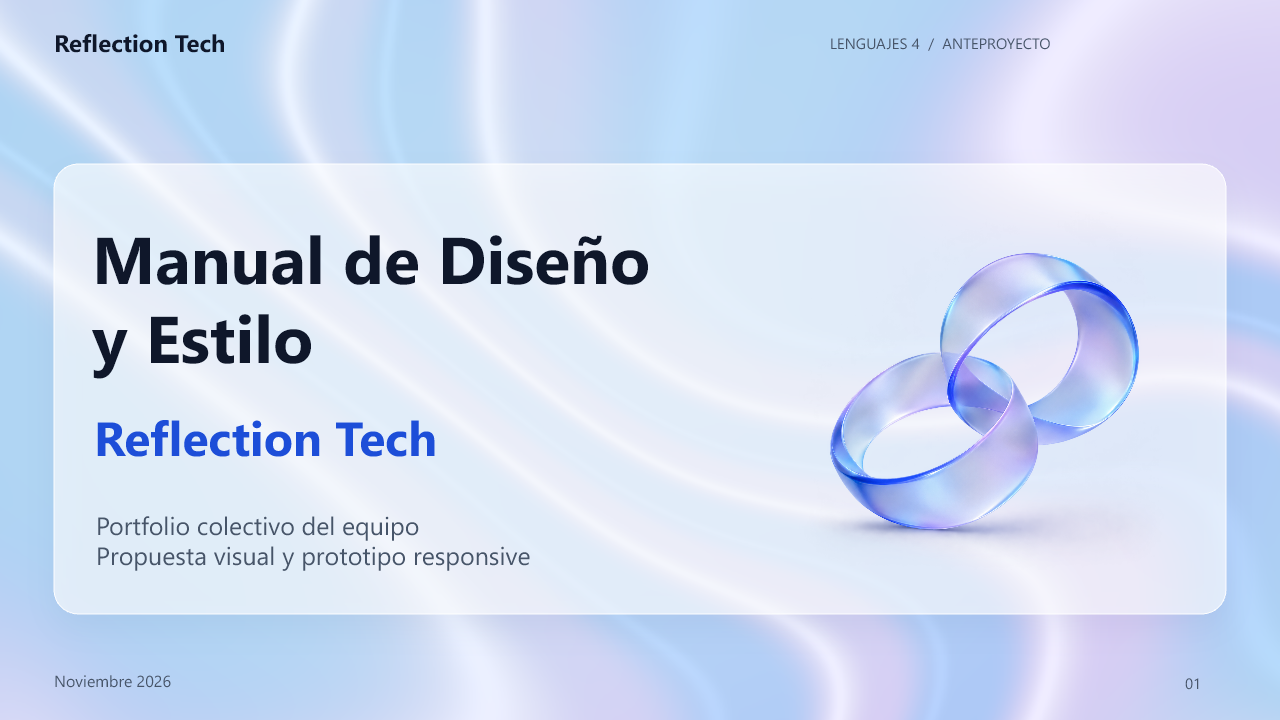 Reflection Tech
LENGUAJES 4 / ANTEPROYECTO
Manual de Diseño
y Estilo
Reflection Tech
Portfolio colectivo del equipo
Propuesta visual y prototipo responsive
Noviembre 2026
01